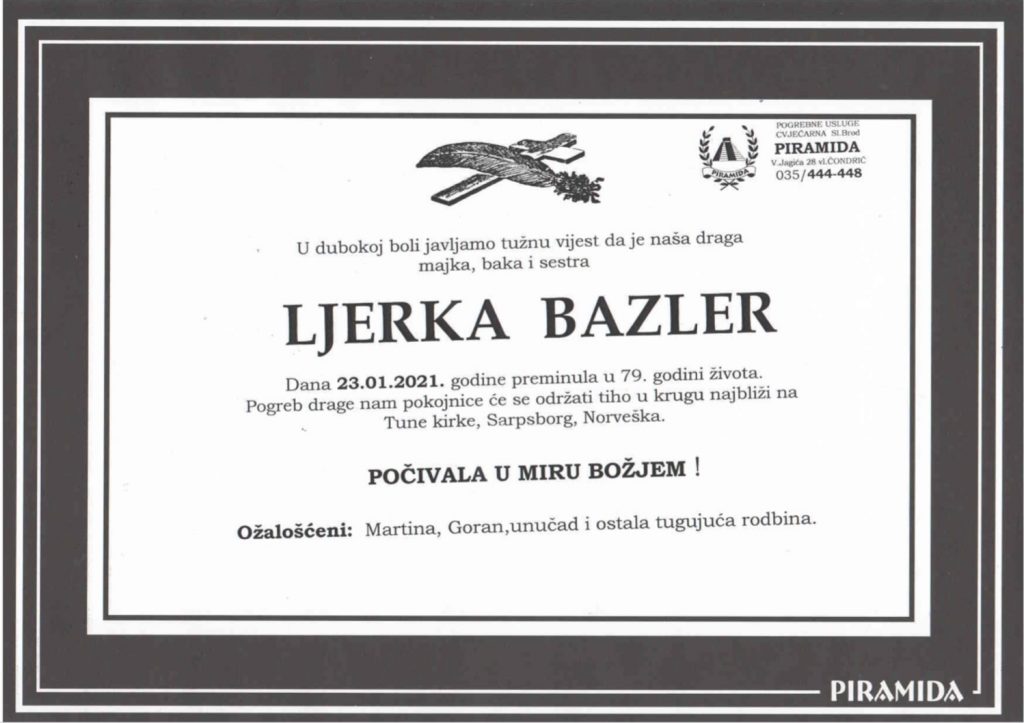 POGREBNE USLUGE
CVJEĆARNA Sl.Brod
PIRAMIDA
V.Jagića 28 vl.ČONDRIĆ
035/444-448
PIRAMIDA
U dubokoj boli javljamo tužnu vijest da je naša draga
majka, baka i sestra
LJERKA BAZLER
Dana 23.01.2021. godine preminula u 79. godini života.
Pogreb drage nam pokojnice će se održati tiho u krugu najbliži na
Tune kirke, Sarpsborg, Norveška.
POČIVALA U MIRU BOŽJEM !
Ožalošćeni: Martina, Goran,unučad i ostala tugujuća rodbina.
PIRAMIDA